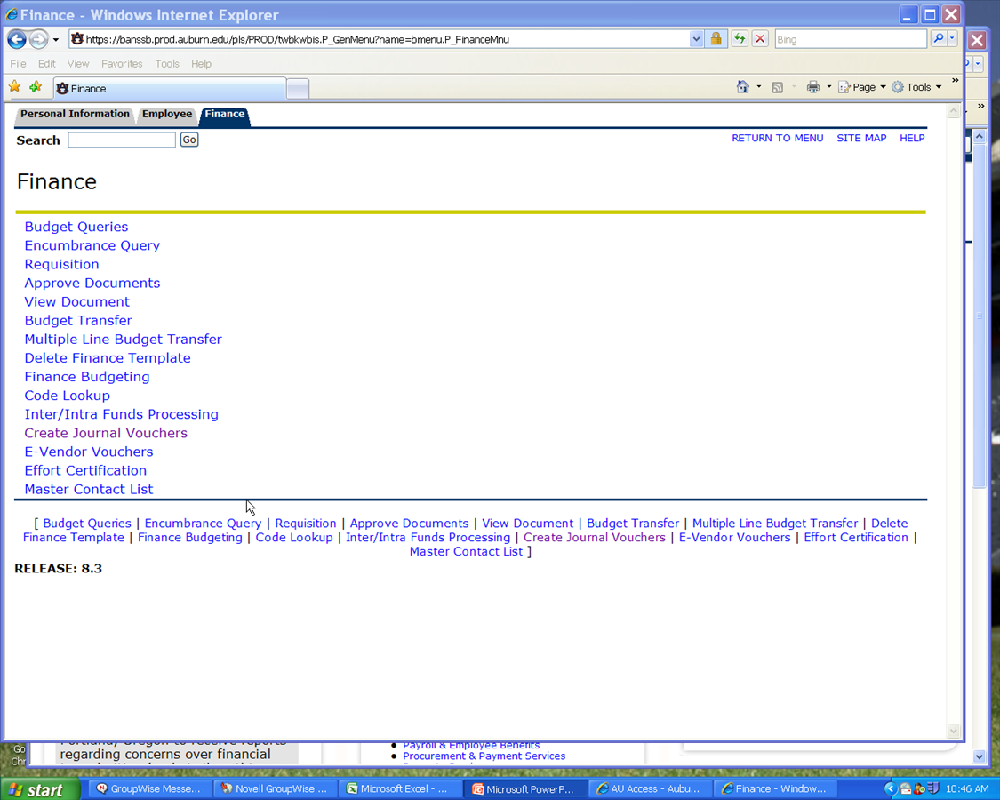 Finance - Windows Internet Explorer
https://banssb.prod.auburn.edu/pls/PROD/twbkwbis.P_GenMenu?name=bmenu.P_FinanceMnu
Bing
File Edit View Favorites Tools Help
Finance
Page Tools
Personal Information Employee Finance
Search Go
RETURN TO MENU SITE MAP HELP
Finance
Budget Queries
Encumbrance Query
Requisition
Approve Documents
View Document
Budget Transfer
Multiple Line Budget Transfer
Delete Finance Template
Finance Budgeting
Code Lookup
Inter/Intra Funds Processing
Create Journal Vouchers
E-Vendor Vouchers
Effort Certification
Master Contact List
[ Budget Queries | Encumbrance Query | Requisition | Approve Documents | View Document | Budget Transfer | Multiple Line Budget Transfer | Delete
Finance Template | Finance Budgeting | Code Lookup | Inter/Intra Funds Processing | Create Journal Vouchers | E-Vendor Vouchers | Effort Certification |
Master Contact List ]
RELEASE: 8.3
Portland, Oregon to receive reports
regarding concerns over financial
Payroll & Employee Benefits
Procurement & Payment Services
Go
Chr
start
GroupWise Messe...
Novell GroupWise ...
Microsoft Excel - ...
Microsoft PowerP...
AU Access - Aubu...
Finance - Window...
10:46 AM